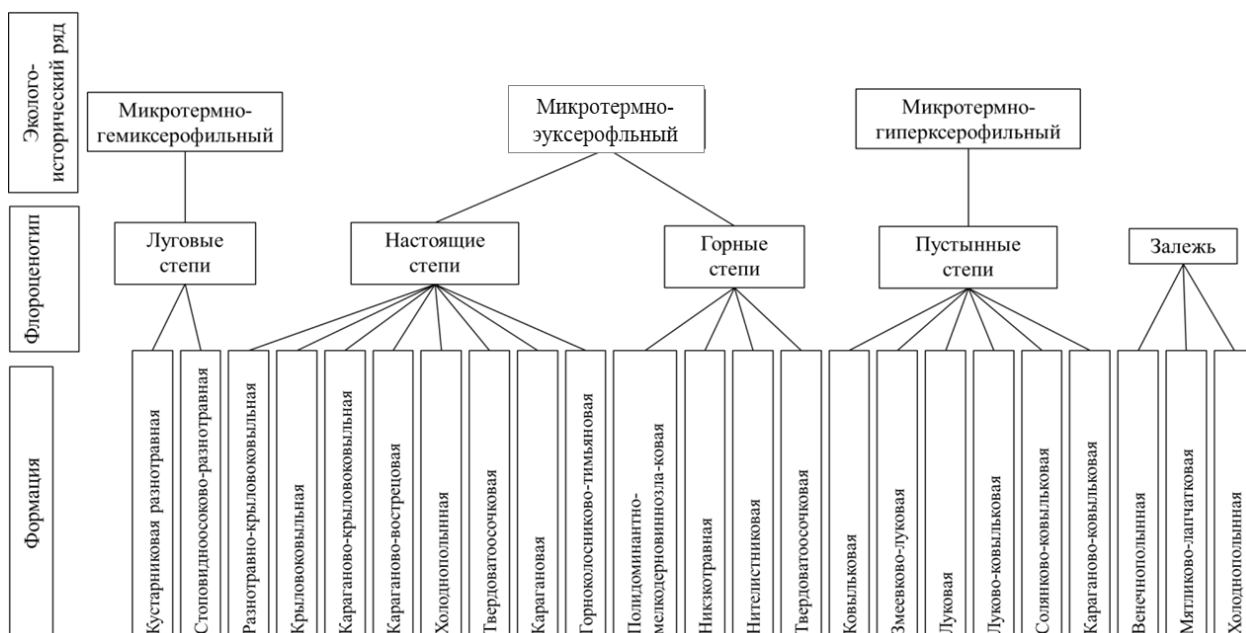 Эколого-
исторический ряд
Микротермно-
гемиксерофильный
Микротермно-
эуксерофльный
Микротермно-
гиперксерофильный
Флороценотип
Луговые
степи
Настоящие
степи
Горные
степи
Пустынные
степи
Залежь
Формация
Кустарниковая разнотравная
Стоповидноосоково-разнотравная
Разнотравно-крыловоковыльная
Крыловоковыльная
Караганово-крыловоковыльная
Караганово-вострецовая
Холоднополынная
Твердоватоосочковая
Карагановая
Горноколосниково-тимьяновая
Полидоминантно-
мелкодерновиннозла-ковая
Никзкотравная
Нителистниковая
Твердоватоосочковая
Ковыльковая
Змеевково-луковая
Луковая
Луково-ковыльковая
Солянково-ковыльковая
Караганово-ковыльковая
Венечнополынная
Мятликово-лапчатковая
Холоднополынная